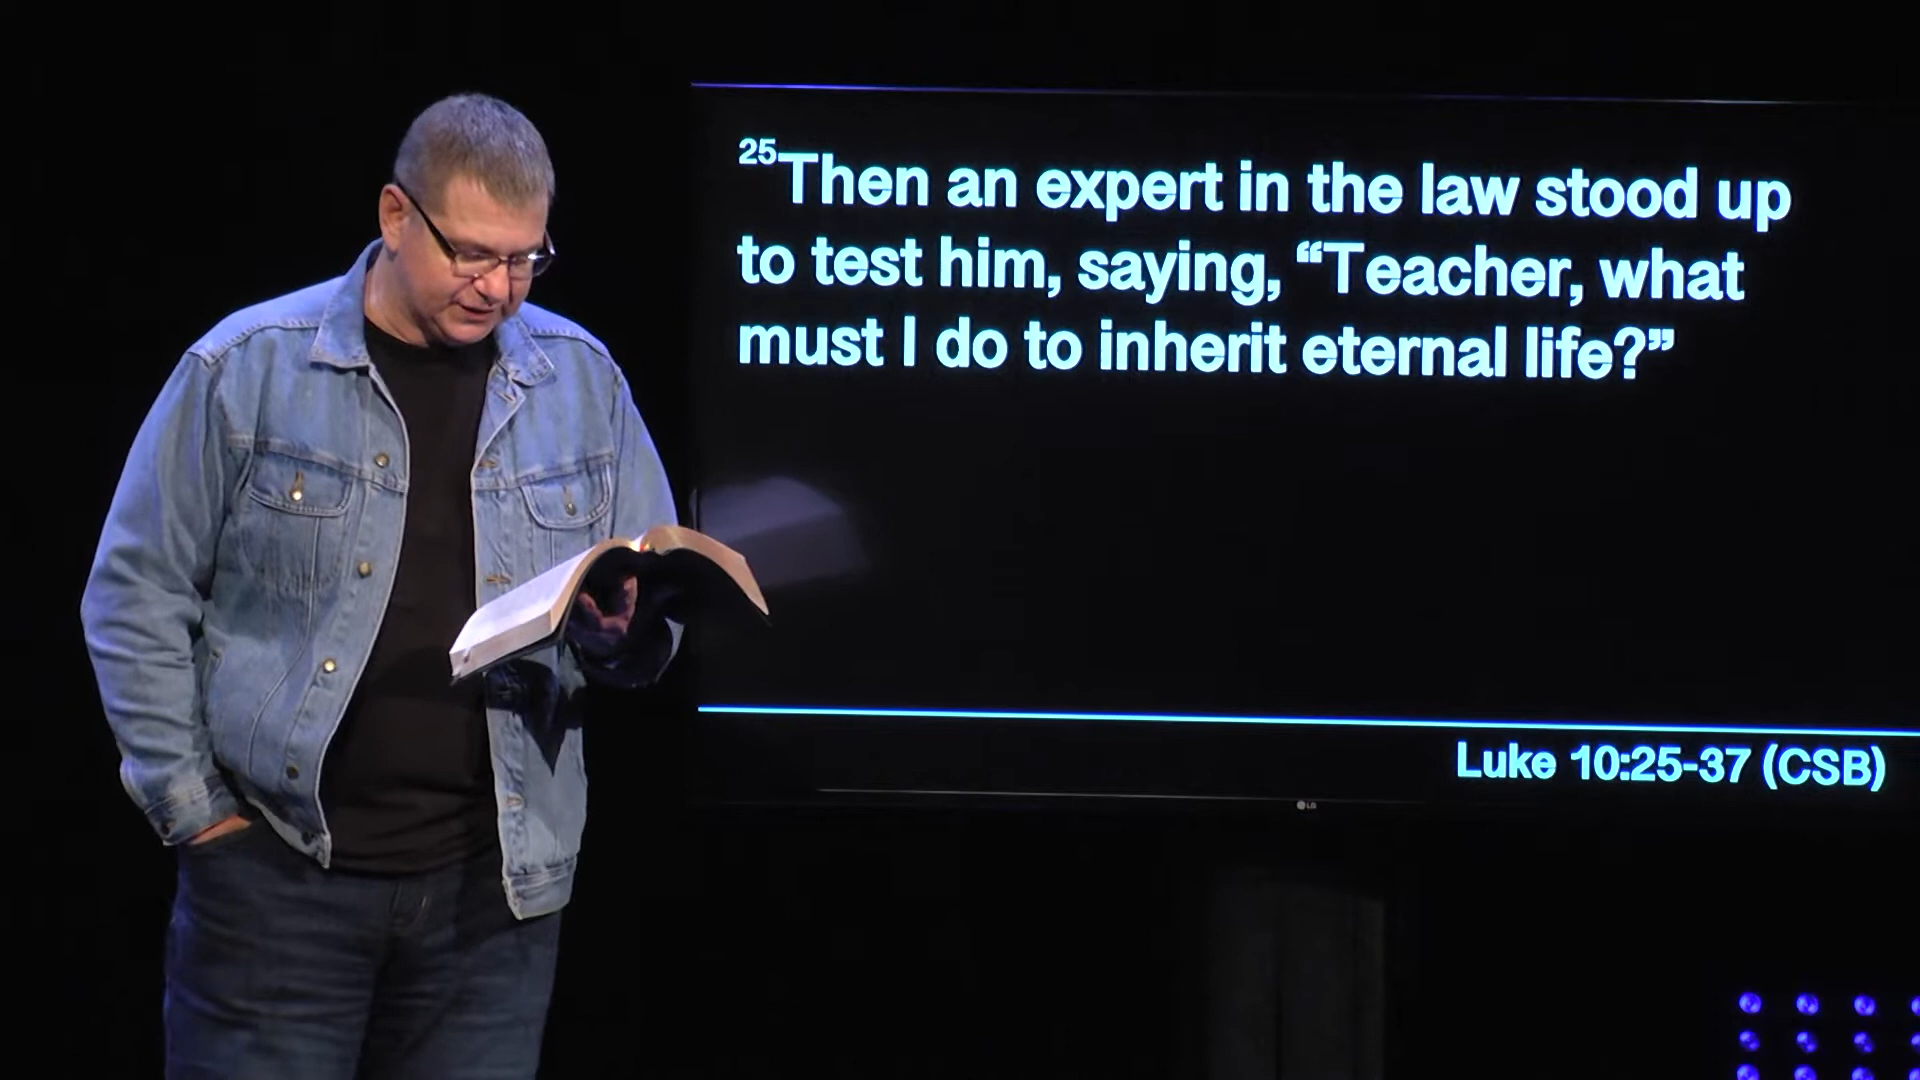 ²⁵Then an expert in the law stood up
to test him, saying, “Teacher, what
must I do to inherit eternal life?”
Luke 10:25-37 (CSB)
LG